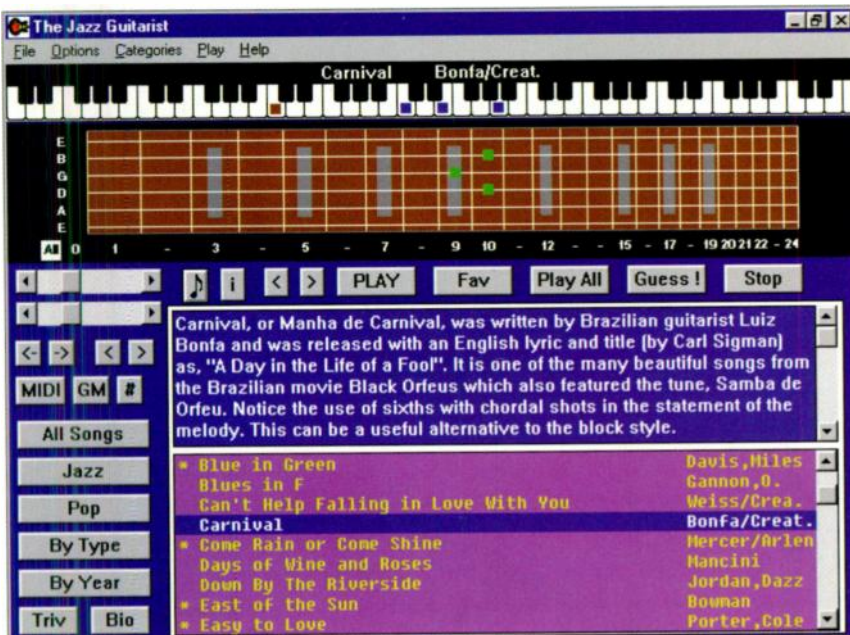 The Jazz Guitarist
File Options Categories Play Help
Carnival Bonfa/Creat.
E
B
G
D
A
E
All 0 1 - 3 - 5 - 7 - 9 10 - 12 - - 15 - 17 - 19 20 21 22 - 24
i < > PLAY Fav Play All Guess ! Stop
<- -> < >
MIDI GM #
All Songs
Jazz
Pop
By Type
By Year
Triv Bio
Carnival, or Manha de Carnival, was written by Brazilian guitarist Luiz
Bonfa and was released with an English lyric and title (by Carl Sigman)
as, "A Day in the Life of a Fool". It is one of the many beautiful songs from
the Brazilian movie Black Orfeus which also featured the tune, Samba de
Orfeu. Notice the use of sixths with chordal shots in the statement of the
melody. This can be a useful alternative to the block style.
* Blue in Green Davis,Miles
Blues in F Gannon,O.
Can't Help Falling in Love With You Weiss/Crea.
Carnival Bonfa/Creat.
* Come Rain or Come Shine Mercer/Arlen
Days of Wine and Roses Mancini
Down By The Riverside Jordan,Dazz
* East of the Sun Bowman
* Easy to Love Porter,Cole